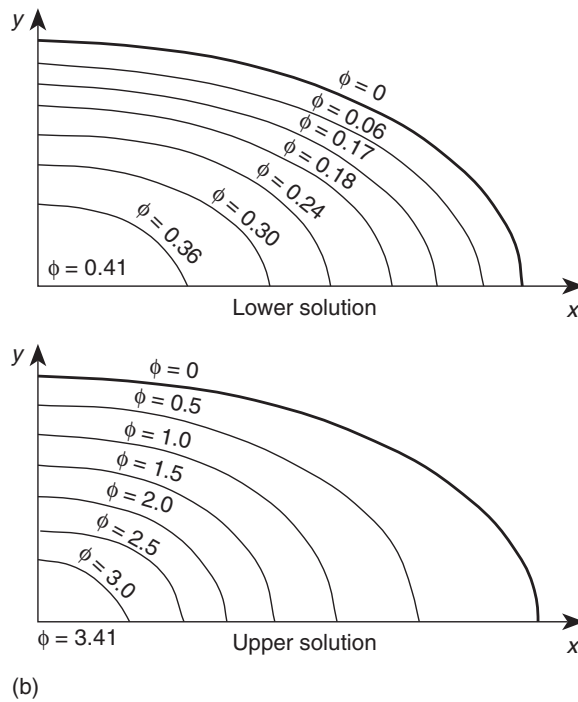 y
ϕ = 0
ϕ = 0.06
ϕ = 0.17
ϕ = 0.18
ϕ = 0.24
ϕ = 0.30
ϕ = 0.36
ϕ = 0.41
Lower solution
x
y
ϕ = 0
ϕ = 0.5
ϕ = 1.0
ϕ = 1.5
ϕ = 2.0
ϕ = 2.5
ϕ = 3.0
ϕ = 3.41
Upper solution
x
(b)